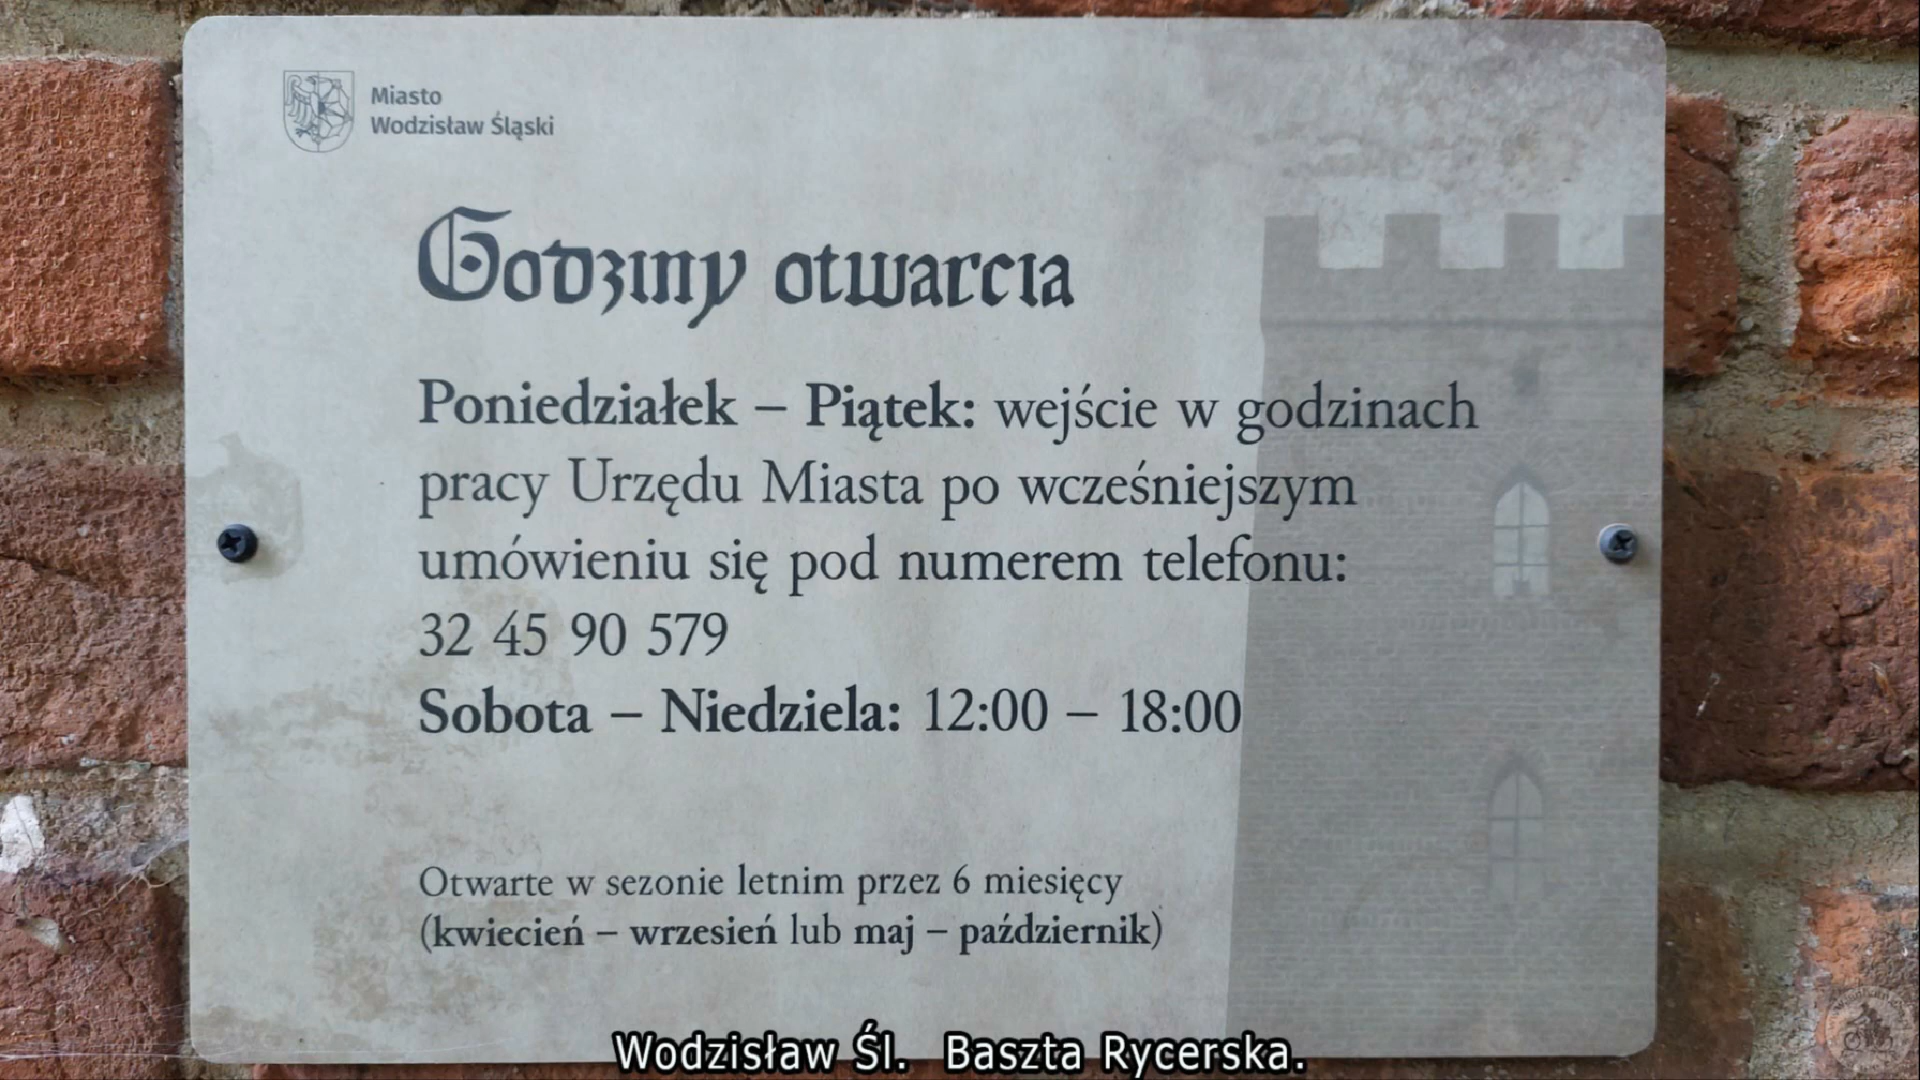 Miasto
Wodzisław Śląski
Godziny otwarcia
Poniedziałek – Piątek: wejście w godzinach
pracy Urzędu Miasta po wcześniejszym
umówieniu się pod numerem telefonu:
32 45 90 579
Sobota – Niedziela: 12:00 – 18:00
Otwarte w sezonie letnim przez 6 miesięcy
(kwiecień – wrzesień lub maj – październik)
Wodzisław Śl. Baszta Rycerska.